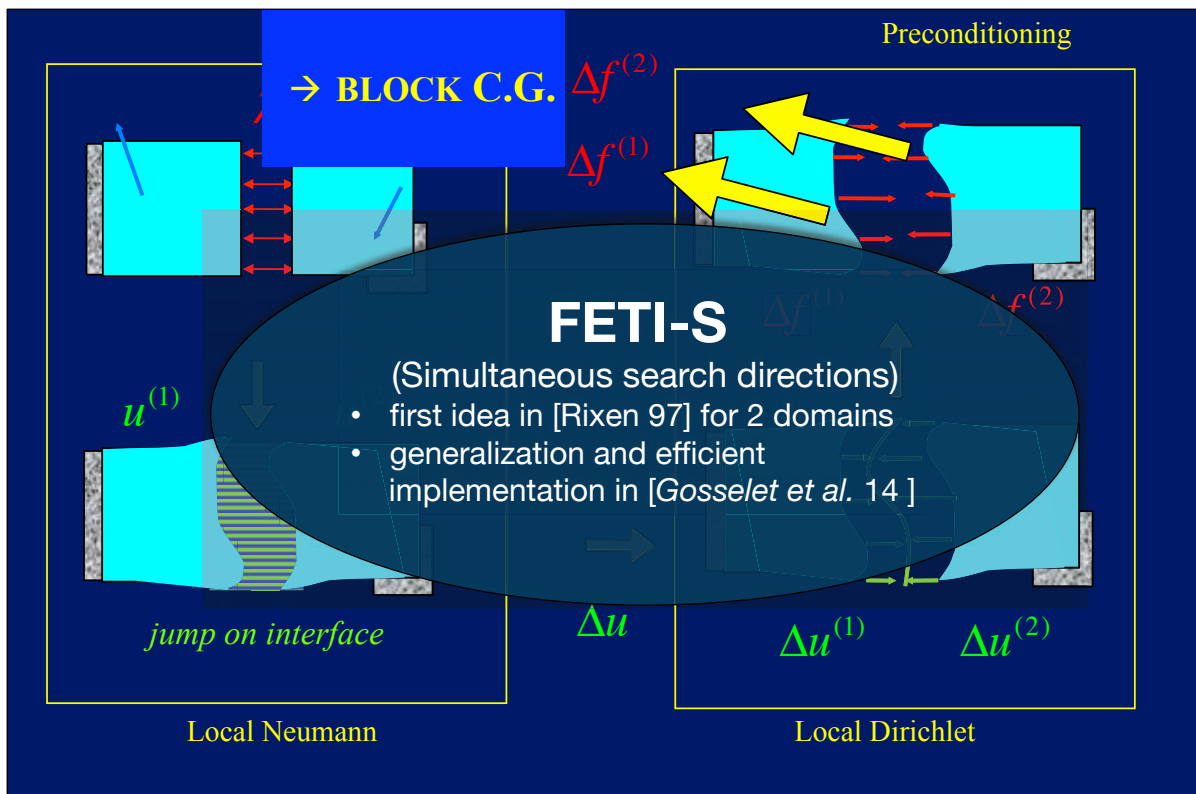 Preconditioning
→ BLOCK C.G.
Δf⁽²⁾
Δf⁽¹⁾
Δf⁽¹⁾
Δf⁽²⁾
FETI-S
(Simultaneous search directions)
• first idea in [Rixen 97] for 2 domains
• generalization and efficient
implementation in [Gosselet et al. 14 ]
u⁽¹⁾
jump on interface
Δu
Δu⁽¹⁾
Δu⁽²⁾
Local Neumann
Local Dirichlet